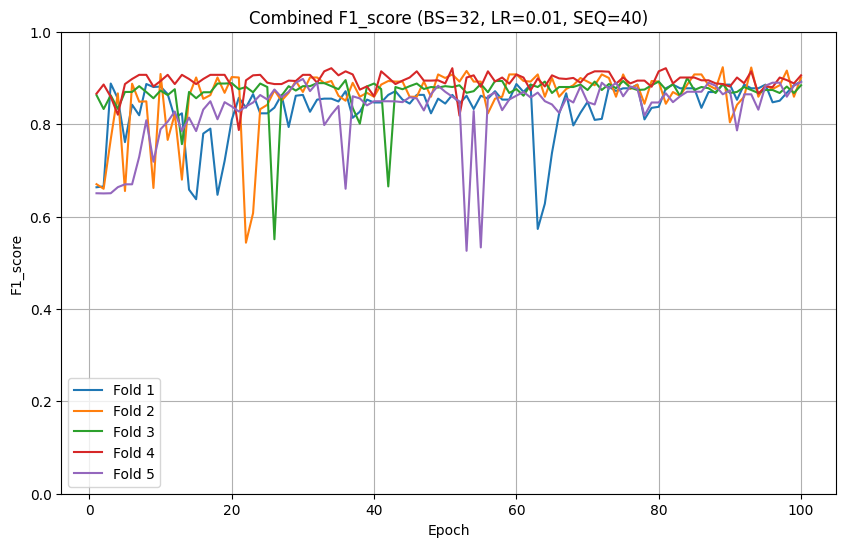 Combined F1_score (BS=32, LR=0.01, SEQ=40)
1.0
0.8
0.6
0.4
0.2
0.0
F1_score
Fold 1
Fold 2
Fold 3
Fold 4
Fold 5
0 20 40 60 80 100
Epoch